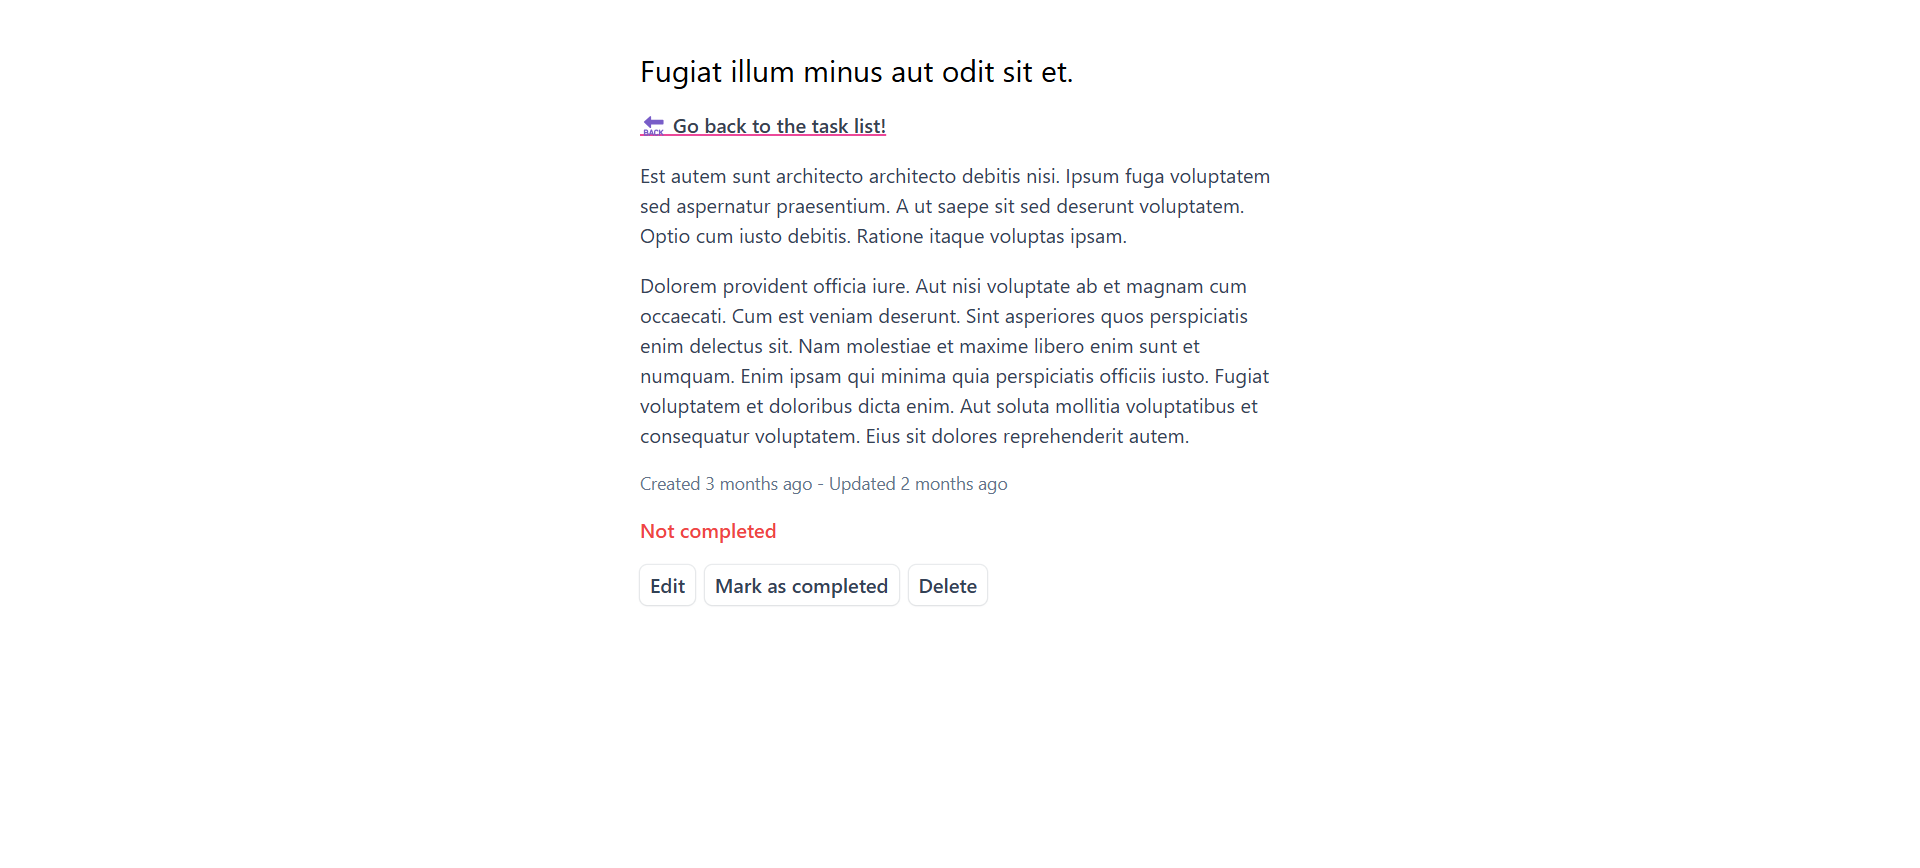 Fugiat illum minus aut odit sit et.
🔙 Go back to the task list!
Est autem sunt architecto architecto debitis nisi. Ipsum fuga voluptatem
sed aspernatur praesentium. A ut saepe sit sed deserunt voluptatem.
Optio cum iusto debitis. Ratione itaque voluptas ipsam.
Dolorem provident officia iure. Aut nisi voluptate ab et magnam cum
occaecati. Cum est veniam deserunt. Sint asperiores quos perspiciatis
enim delectus sit. Nam molestiae et maxime libero enim sunt et
numquam. Enim ipsam qui minima quia perspiciatis officiis iusto. Fugiat
voluptatem et doloribus dicta enim. Aut soluta mollitia voluptatibus et
consequatur voluptatem. Eius sit dolores reprehenderit autem.
Created 3 months ago - Updated 2 months ago
Not completed
Edit Mark as completed Delete